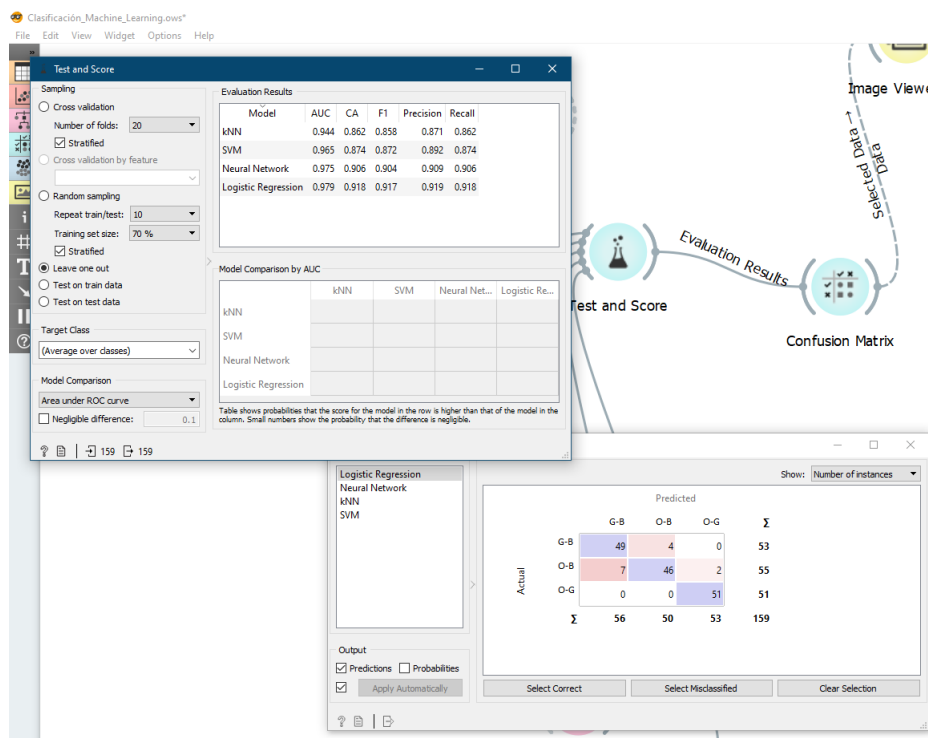 Clasificación_Machine_Learning.ows*
File Edit View Widget Options Help
Test and Score
Sampling
Cross validation
Number of folds: 20
Stratified
Cross validation by feature
Random sampling
Repeat train/test: 10
Training set size: 70 %
Stratified
Leave one out
Test on train data
Test on test data
Target Class
(Average over classes)
Model Comparison
Area under ROC curve
Negligible difference: 0.1
159 159
Evaluation Results
Model AUC CA F1 Precision Recall
kNN 0.944 0.862 0.858 0.871 0.862
SVM 0.965 0.874 0.872 0.892 0.874
Neural Network 0.975 0.906 0.904 0.909 0.906
Logistic Regression 0.979 0.918 0.917 0.919 0.918
Model Comparison by AUC
kNN SVM Neural Net... Logistic Re...
kNN
SVM
Neural Network
Logistic Regression
Table shows probabilities that the score for the model in the row is higher than that of the model in the
column. Small numbers show the probability that the difference is negligible.
Image Viewe
Selected Data → Data
Evaluation Results
Test and Score
Confusion Matrix
Logistic Regression
Neural Network
kNN
SVM
Output
Predictions Probabilities
Apply Automatically
Show: Number of instances
Predicted
G-B O-B O-G Σ
Actual
G-B 49 4 0 53
O-B 7 46 2 55
O-G 0 0 51 51
Σ 56 50 53 159
Select Correct Select Misclassified Clear Selection